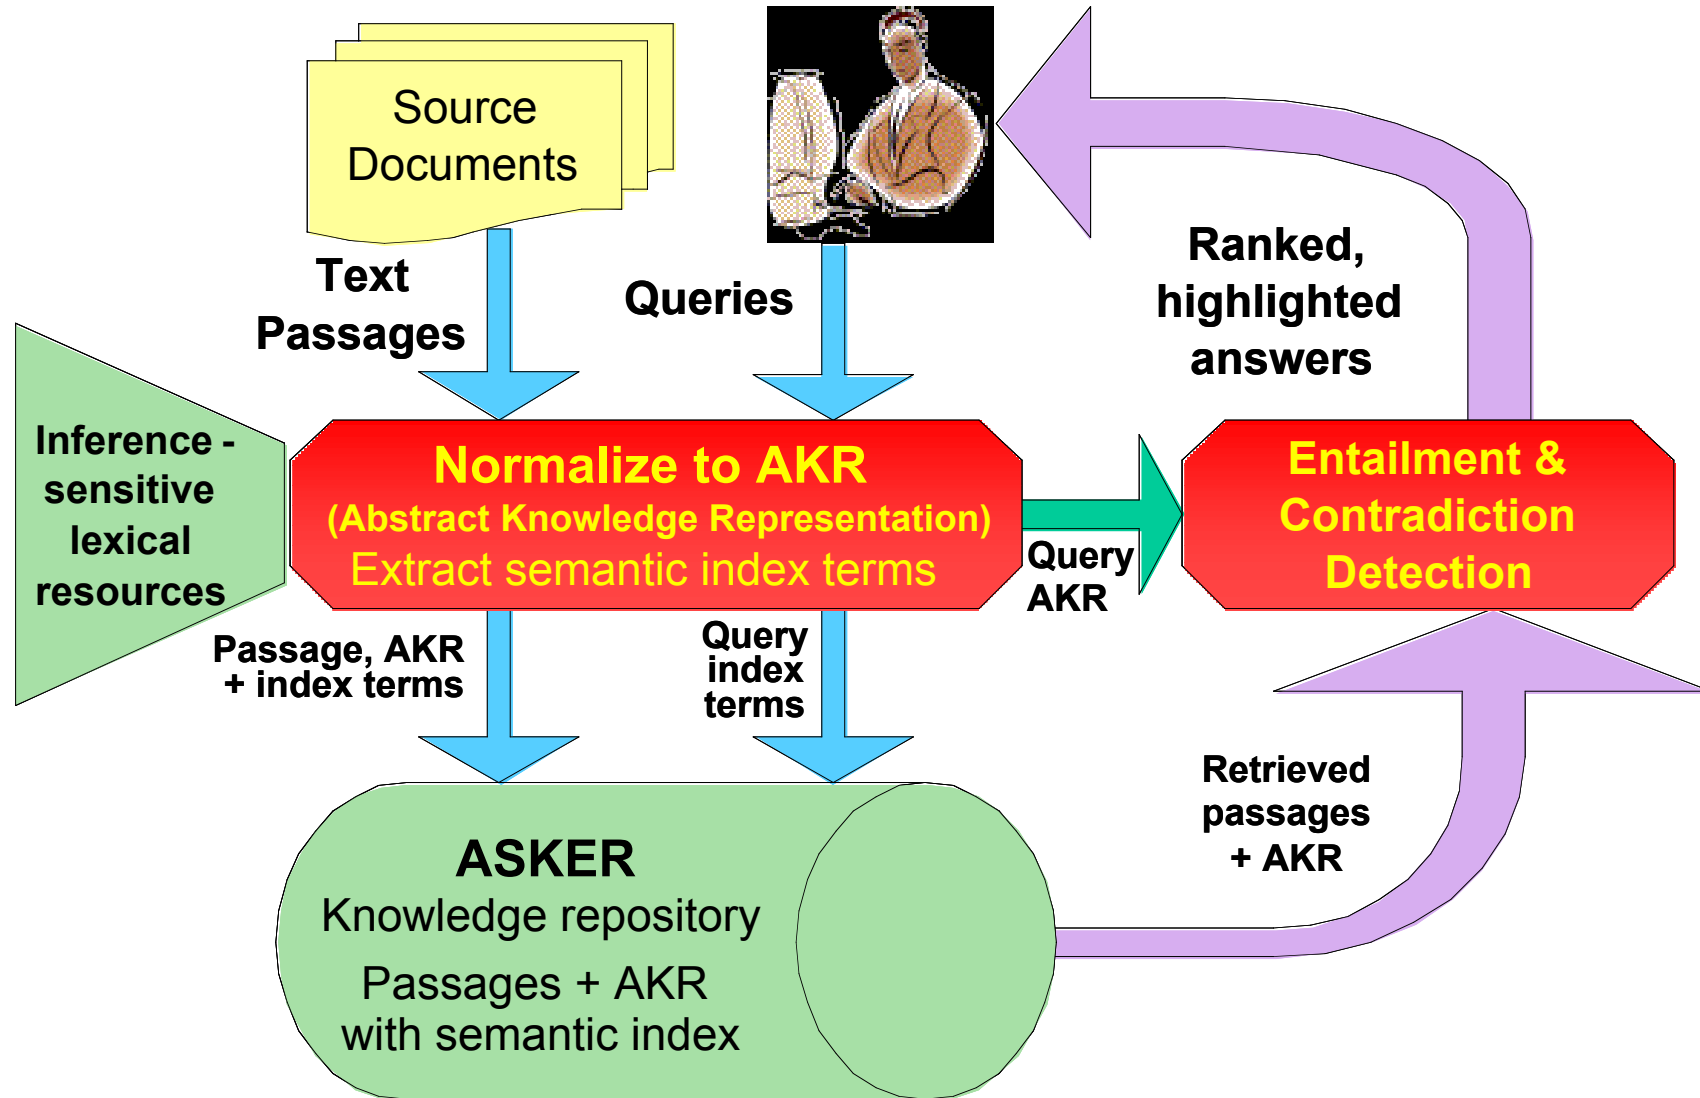 Source
Documents
Text
Passages
Queries
Ranked,
highlighted
answers
Inference -
sensitive
lexical
resources
Normalize to AKR
(Abstract Knowledge Representation)
Extract semantic index terms
Query
AKR
Entailment &
Contradiction
Detection
Passage, AKR
+ index terms
Query
index
terms
Retrieved
passages
+ AKR
ASKER
Knowledge repository
Passages + AKR
with semantic index